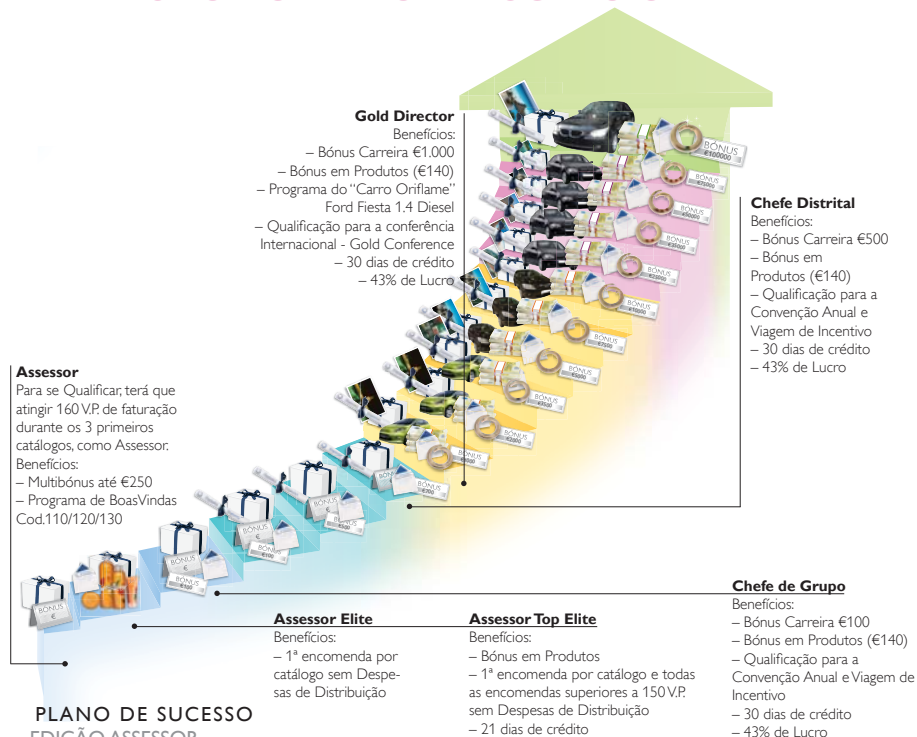 Gold Director
Benefícios:
– Bónus Carreira €1.000
– Bónus em Produtos (€140)
– Programa do “Carro Oriflame”
Ford Fiesta 1.4 Diesel
– Qualificação para a conferência
Internacional - Gold Conference
– 30 dias de crédito
– 43% de Lucro
Chefe Distrital
Benefícios:
– Bónus Carreira €500
– Bónus em
Produtos (€140)
– Qualificação para a
Convenção Anual e
Viagem de Incentivo
– 30 dias de crédito
– 43% de Lucro
Assessor
Para se Qualificar, terá que
atingir 160 V.P. de faturação
durante os 3 primeiros
catálogos, como Assessor.
Benefícios:
– Multibónus até €250
– Programa de BoasVindas
Cod.110/120/130
BÓNUS
BÓNUS
BÓNUS
BÓNUS
BÓNUS
BÓNUS
BÓNUS
BÓNUS
BÓNUS
BÓNUS
€
BÓNUS
€
BÓNUS
€
BÓNUS
€
Assessor Elite
Benefícios:
– 1ª encomenda por
catálogo sem Despe-
sas de Distribuição
Assessor Top Elite
Benefícios:
– Bónus em Produtos
– 1ª encomenda por catálogo e todas
as encomendas superiores a 150 V.P.
sem Despesas de Distribuição
– 21 dias de crédito
Chefe de Grupo
Benefícios:
– Bónus Carreira €100
– Bónus em Produtos (€140)
– Qualificação para a
Convenção Anual e Viagem de
Incentivo
– 30 dias de crédito
– 43% de Lucro
PLANO DE SUCESSO
EDIÇÃO ASSESSOR